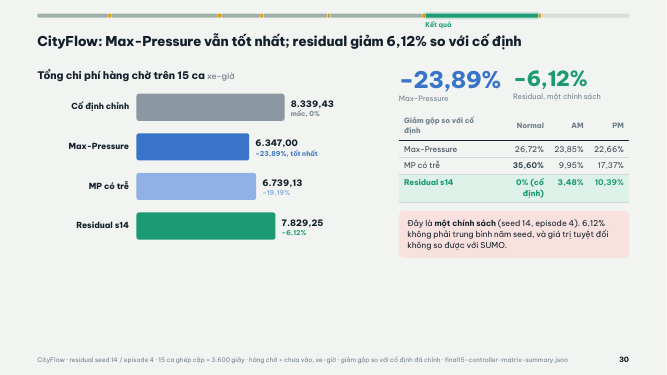 Kết quả
CityFlow: Max-Pressure vẫn tốt nhất; residual giảm 6,12% so với cố định
Tổng chi phí hàng chờ trên 15 ca xe-giờ
Cố định chỉnh
8.339,43
mốc, 0%
Max-Pressure
6.347,00
−23,89%, tốt nhất
MP có trễ
6.739,13
−19,19%
Residual s14
7.829,25
−6,12%
−23,89%
Max-Pressure
−6,12%
Residual, một chính sách
Giảm gộp so với cố định Normal AM PM
Max-Pressure 26,72% 23,85% 22,66%
MP có trễ 35,60% 9,95% 17,37%
Residual s14 0% (cố định) 3,48% 10,39%
Đây là một chính sách (seed 14, episode 4). 6,12%
không phải trung bình năm seed, và giá trị tuyệt đối
không so được với SUMO.
CityFlow · residual seed 14 / episode 4 · 15 ca ghép cặp × 3.600 giây · hàng chờ + chưa vào, xe-giờ · giảm gộp so với cố định đã chỉnh · final15-controller-matrix-summary.json
30